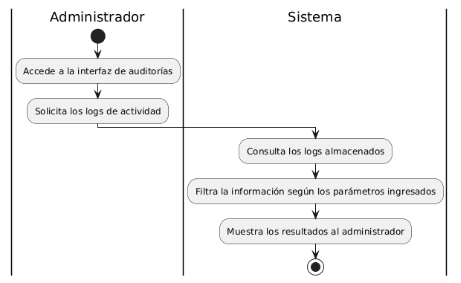 Administrador
Sistema
Accede a la interfaz de auditorías
Solicita los logs de actividad
Consulta los logs almacenados
Filtra la información según los parámetros ingresados
Muestra los resultados al administrador